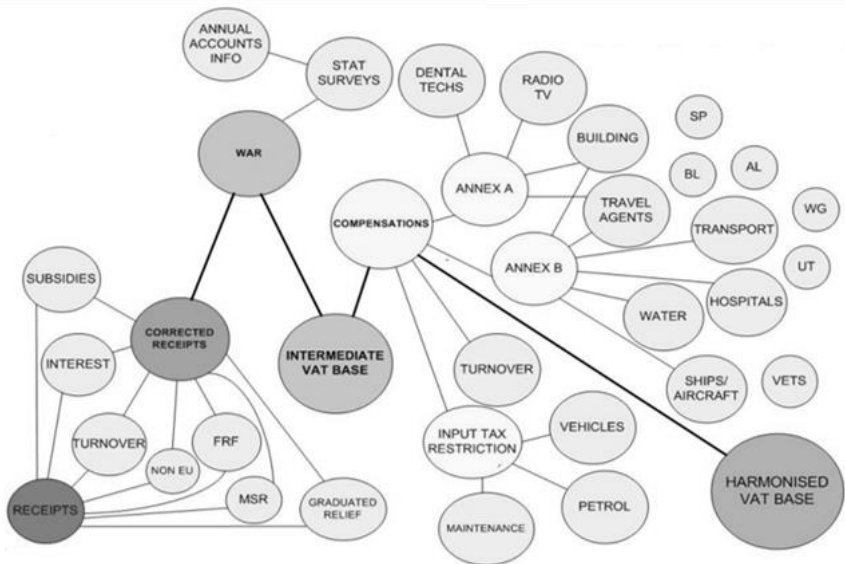 ANNUAL
ACCOUNTS
INFO
STAT
SURVEYS
DENTAL
TECHS
RADIO
TV
BUILDING
SP
WAR
ANNEX A
BL
AL
COMPENSATIONS
TRAVEL
AGENTS
WG
TRANSPORT
SUBSIDIES
ANNEX B
UT
HOSPITALS
CORRECTED
RECEIPTS
WATER
INTEREST
INTERMEDIATE
VAT BASE
TURNOVER
SHIPS/
AIRCRAFT
VETS
TURNOVER
FRF
INPUT TAX
RESTRICTION
VEHICLES
NON EU
HARMONISED
VAT BASE
RECEIPTS
MSR
GRADUATED
RELIEF
PETROL
MAINTENANCE